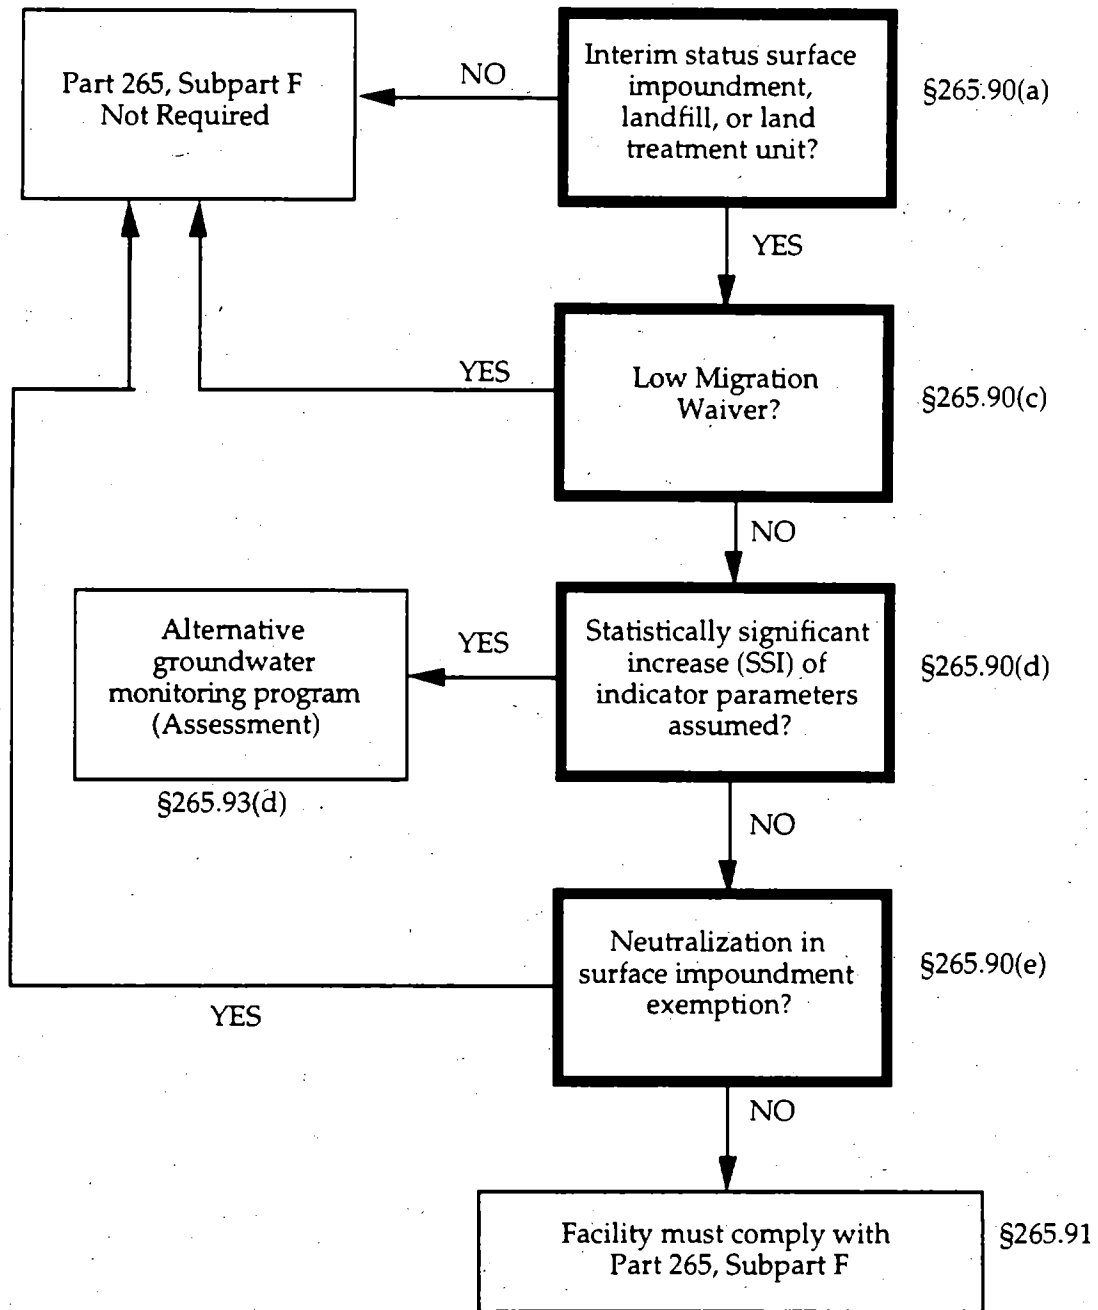 Part 265, Subpart F
Not Required
NO
Interim status surface
impoundment,
landfill, or land
treatment unit?
§265.90(a)
YES
YES
Low Migration
Waiver?
§265.90(c)
NO
Alternative
groundwater
monitoring program
(Assessment)
§265.93(d)
YES
Statistically significant
increase (SSI) of
indicator parameters
assumed?
§265.90(d)
NO
Neutralization in
surface impoundment
exemption?
§265.90(e)
YES
NO
Facility must comply with
Part 265, Subpart F
§265.91